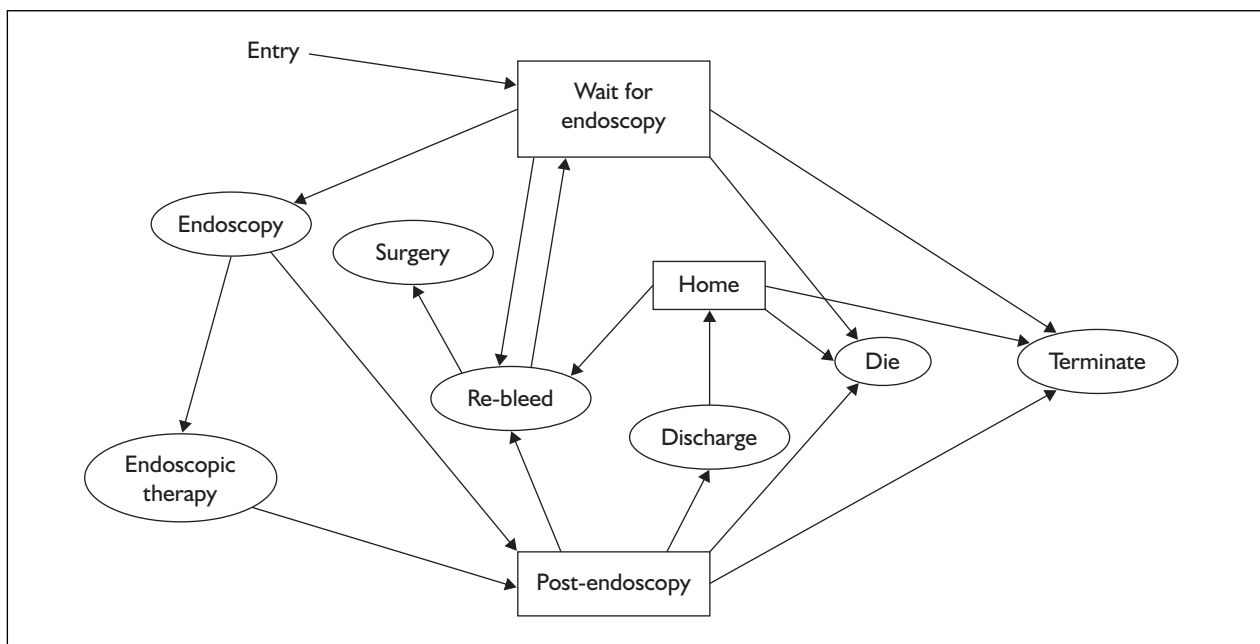 Entry
Wait for
endoscopy
Endoscopy
Surgery
Home
Die
Terminate
Re-bleed
Discharge
Endoscopic
therapy
Post-endoscopy